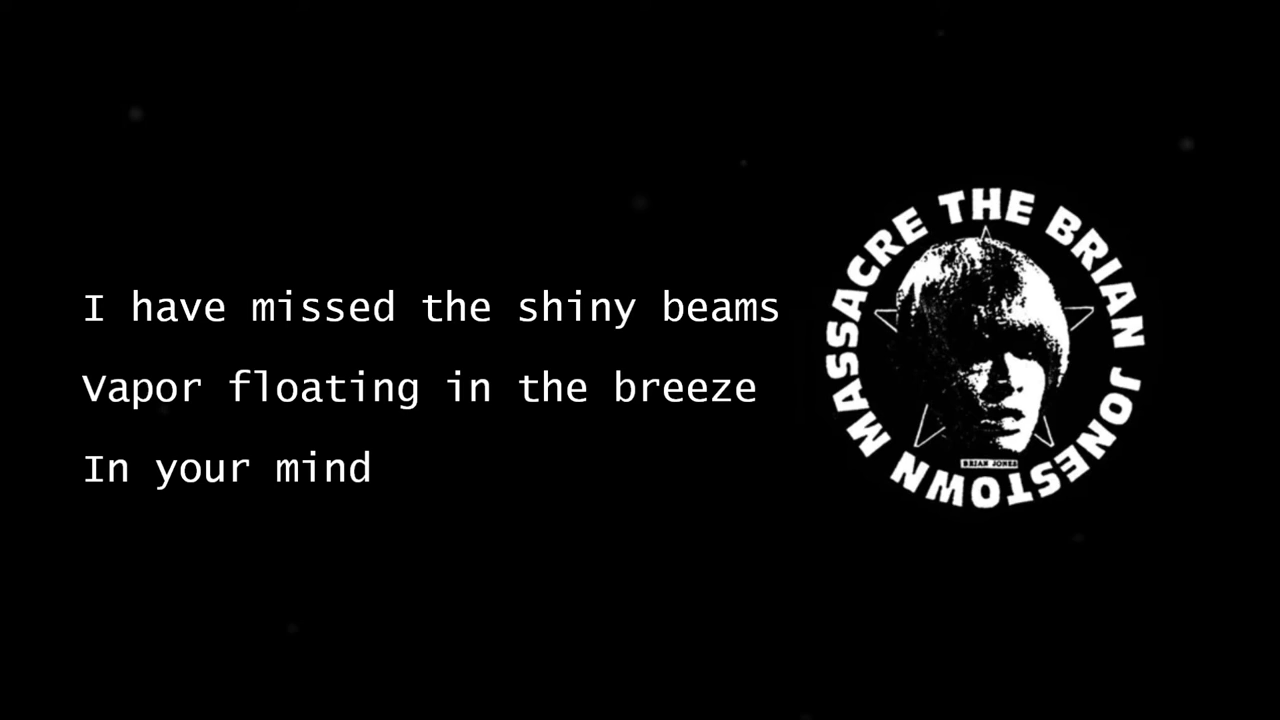 I have missed the shiny beams
Vapor floating in the breeze
In your mind
THE BRIAN JONESTOWN MASSACRE
BRIAN JONES